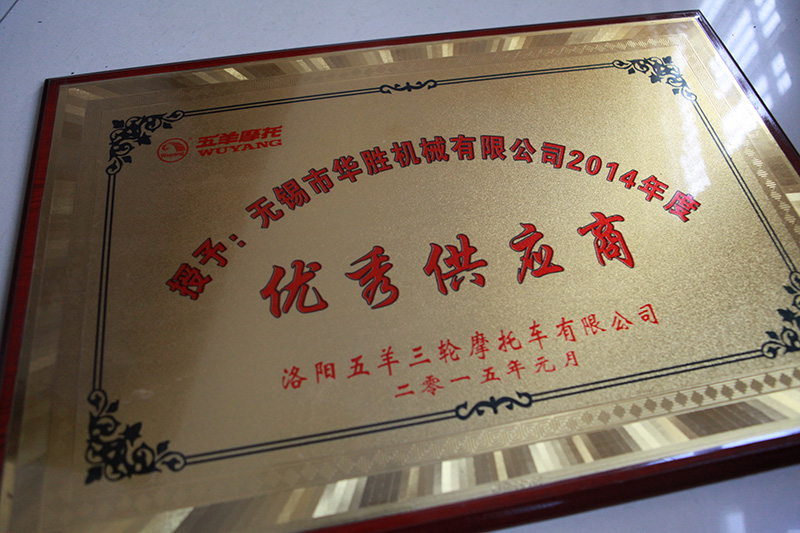 五羊摩托
WUYANG
授予：无锡市华胜机械有限公司2014年度
优秀供应商
洛阳五羊三轮摩托车有限公司
二零一五年元月